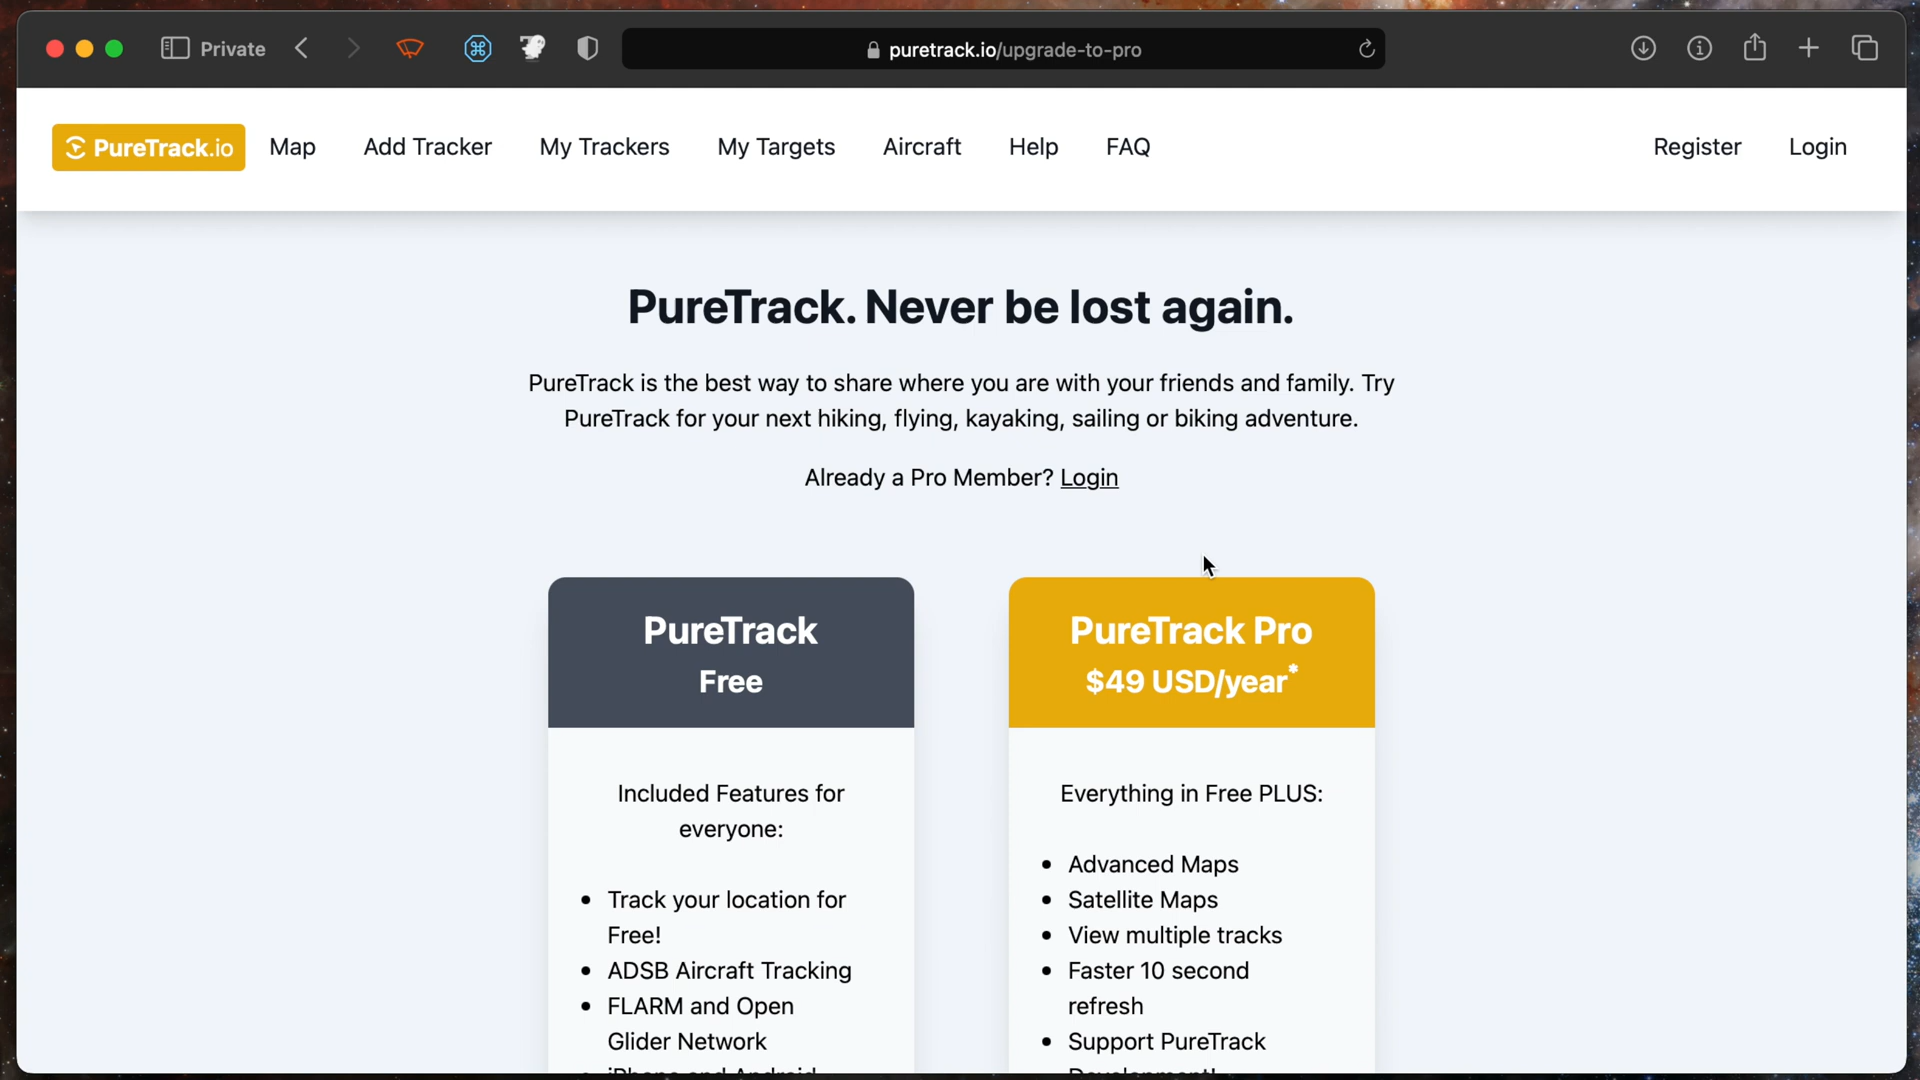 Private
puretrack.io/upgrade-to-pro
PureTrack.io
Map
Add Tracker
My Trackers
My Targets
Aircraft
Help
FAQ
Register
Login
PureTrack. Never be lost again.
PureTrack is the best way to share where you are with your friends and family. Try
PureTrack for your next hiking, flying, kayaking, sailing or biking adventure.
Already a Pro Member? Login
PureTrack
Free
Included Features for
everyone:
• Track your location for
Free!
• ADSB Aircraft Tracking
• FLARM and Open
Glider Network
• iPhone and Android
PureTrack Pro
$49 USD/year*
Everything in Free PLUS:
• Advanced Maps
• Satellite Maps
• View multiple tracks
• Faster 10 second
refresh
• Support PureTrack
Development!